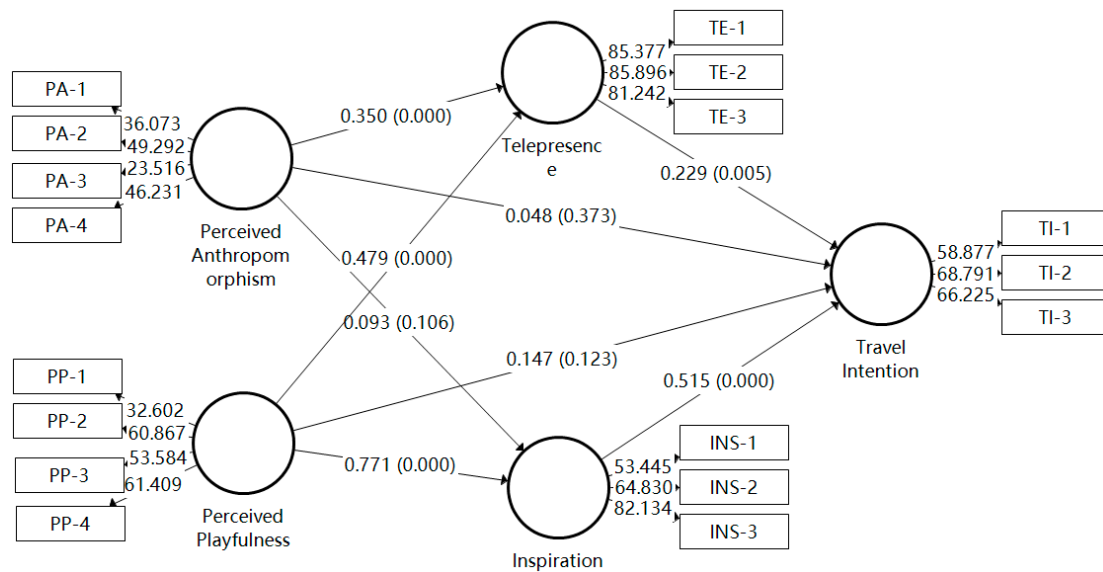 TE-1
85.377
85.896
TE-2
81.242
TE-3
Telepresenc
e
PA-1
36.073
PA-2
49.292
PA-3
23.516
46.231
PA-4
Perceived
Anthropom
orphism
0.350 (0.000)
0.229 (0.005)
0.048 (0.373)
0.479 (0.000)
0.093 (0.106)
0.147 (0.123)
0.515 (0.000)
0.771 (0.000)
TI-1
58.877
68.791
TI-2
66.225
TI-3
Travel
Intention
PP-1
32.602
PP-2
60.867
53.584
PP-3
61.409
PP-4
Perceived
Playfulness
INS-1
53.445
64.830
INS-2
82.134
INS-3
Inspiration